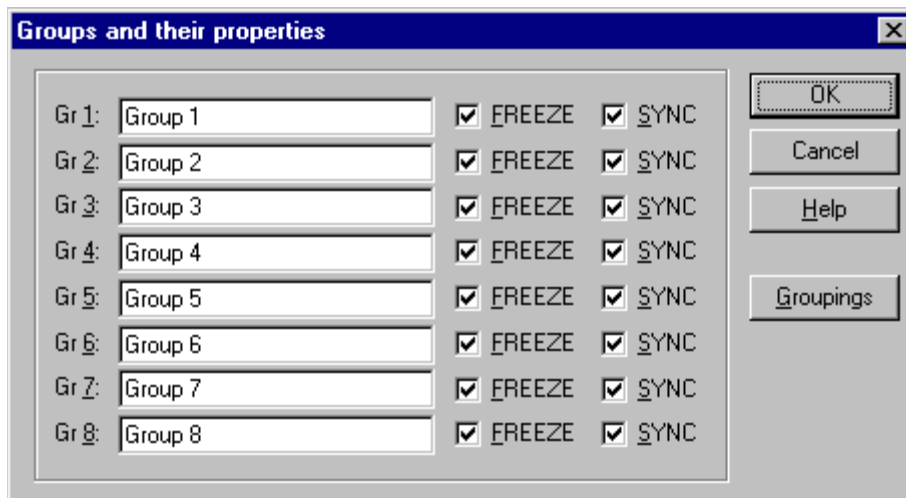 Groups and their properties
Gr 1: Group 1 FREEZE SYNC OK
Gr 2: Group 2 FREEZE SYNC Cancel
Gr 3: Group 3 FREEZE SYNC Help
Gr 4: Group 4 FREEZE SYNC
Gr 5: Group 5 FREEZE SYNC Groupings
Gr 6: Group 6 FREEZE SYNC
Gr 7: Group 7 FREEZE SYNC
Gr 8: Group 8 FREEZE SYNC